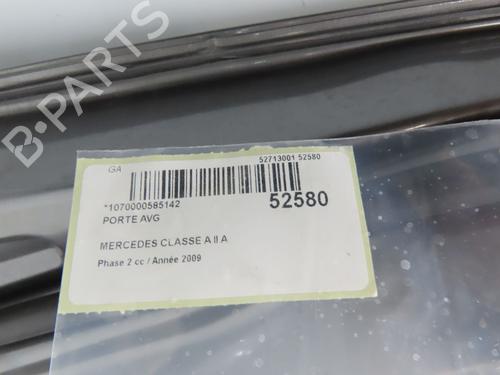 B-PARTS
GA
52713001 52580
*1070000585142
52580
PORTE AVG
MERCEDES CLASSE A II A
Phase 2 cc / Année 2009